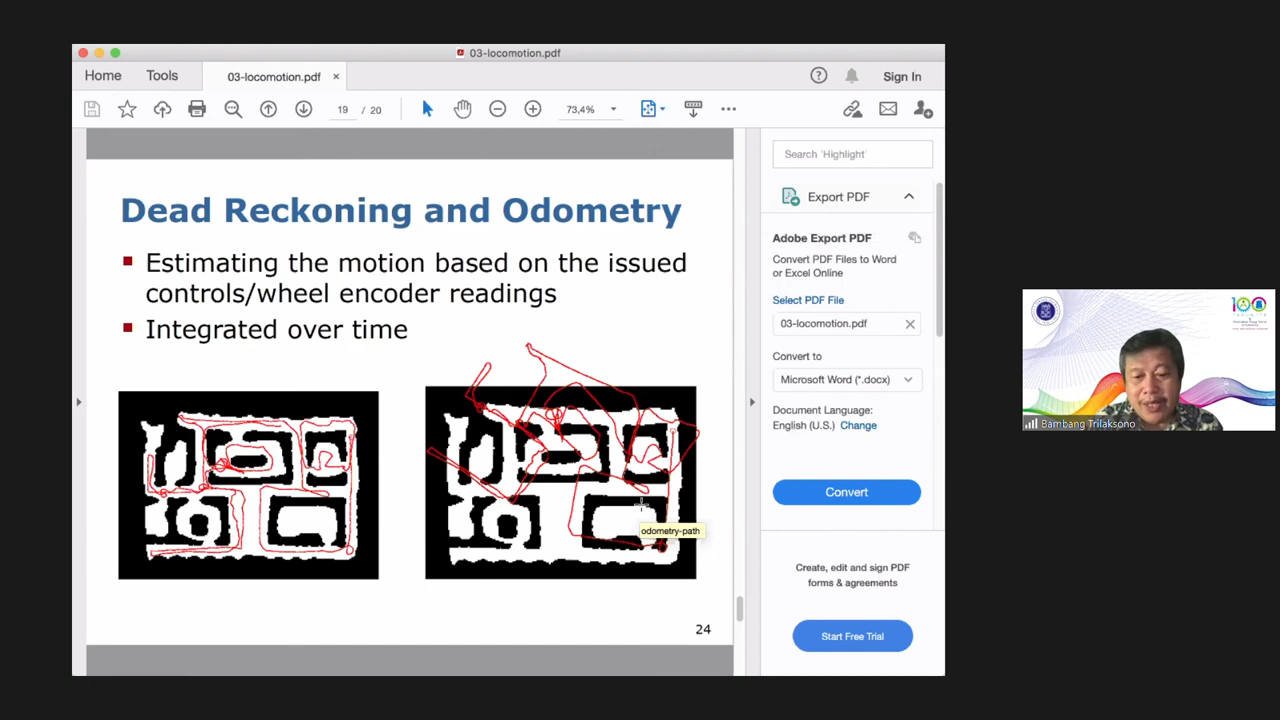 03-locomotion.pdf
Home
Tools
03-locomotion.pdf
Sign In
19 / 20
73,4%
Search 'Highlight'
Export PDF
Dead Reckoning and Odometry
Estimating the motion based on the issued
controls/wheel encoder readings
Integrated over time
odometry-path
24
Adobe Export PDF
Convert PDF Files to Word
or Excel Online
Select PDF File
03-locomotion.pdf
Convert to
Microsoft Word (*.docx)
Document Language:
English (U.S.) Change
Convert
Create, edit and sign PDF
forms & agreements
Start Free Trial
100
Bambang Trilaksono